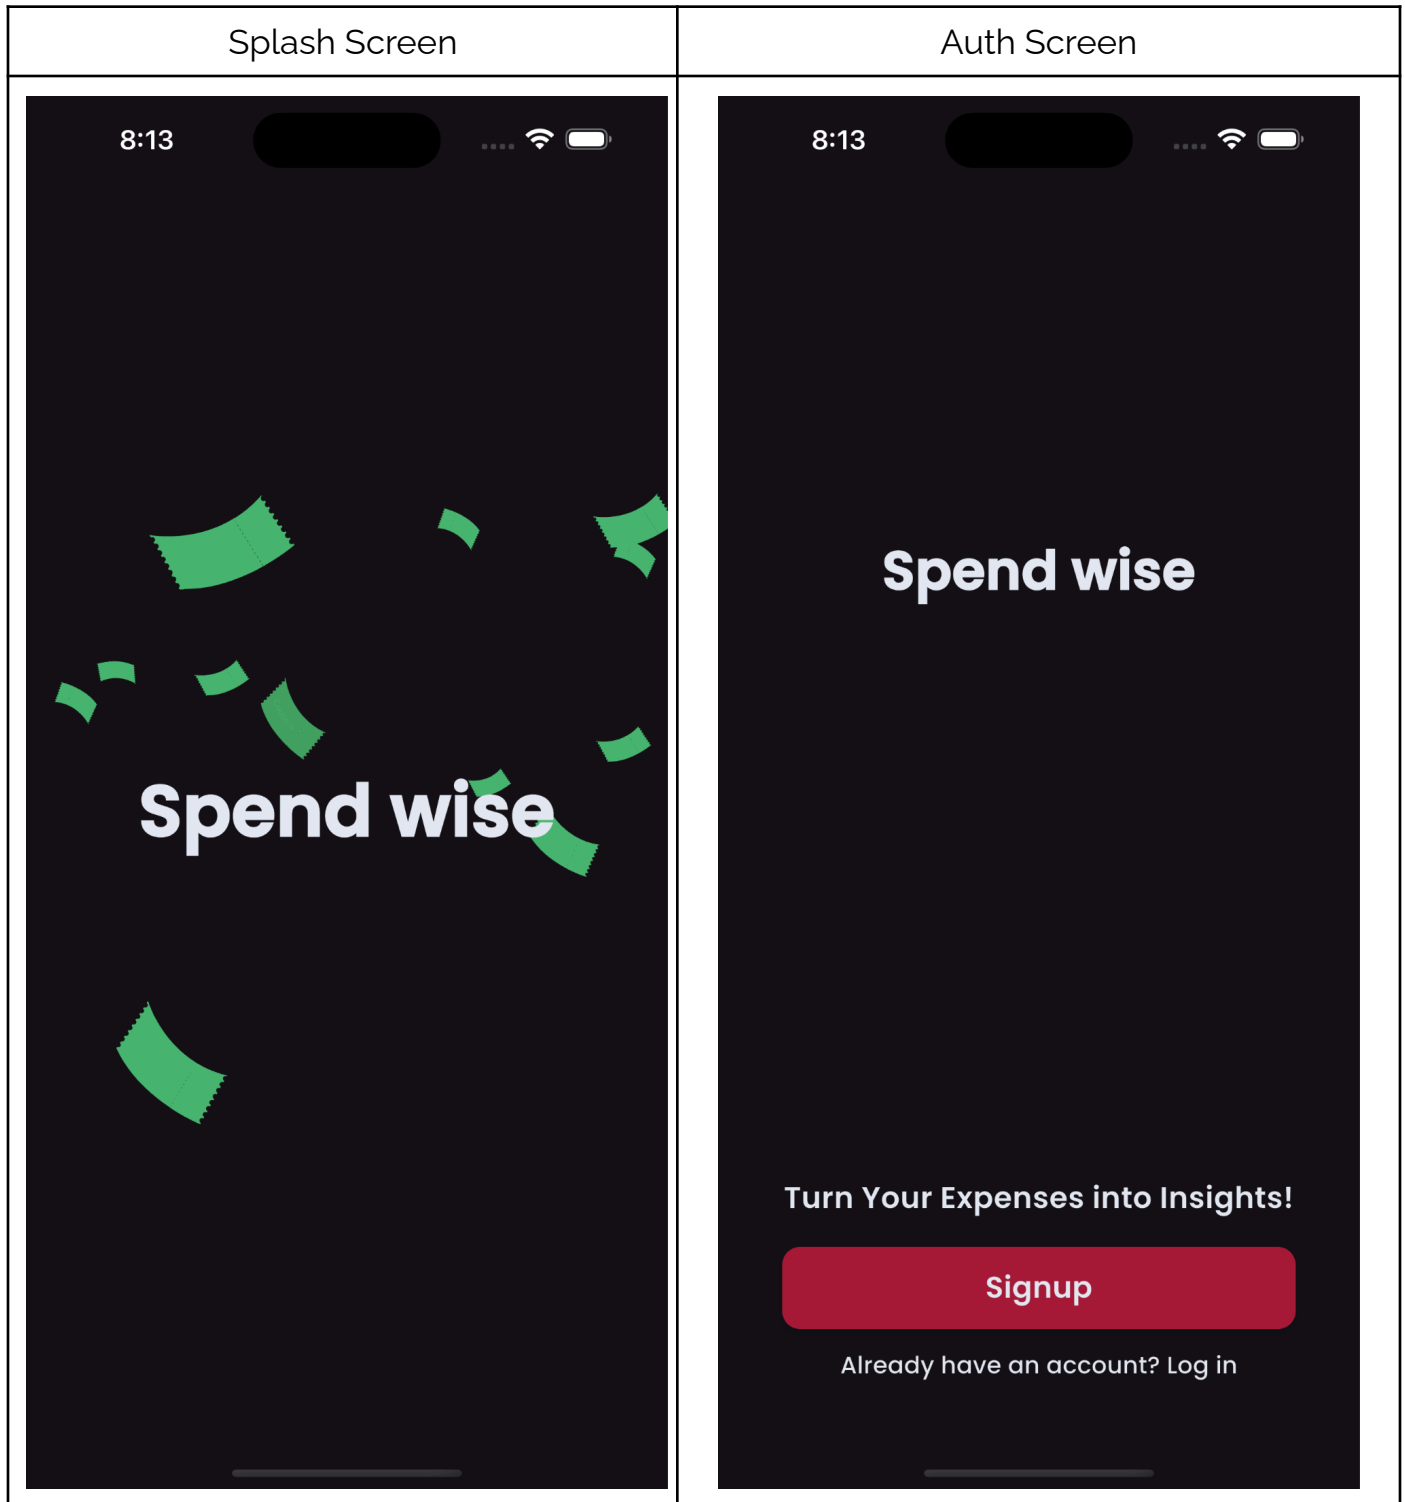 Splash Screen
Auth Screen
8:13
Spend wise
8:13
Spend wise
Turn Your Expenses into Insights!
Signup
Already have an account? Log in